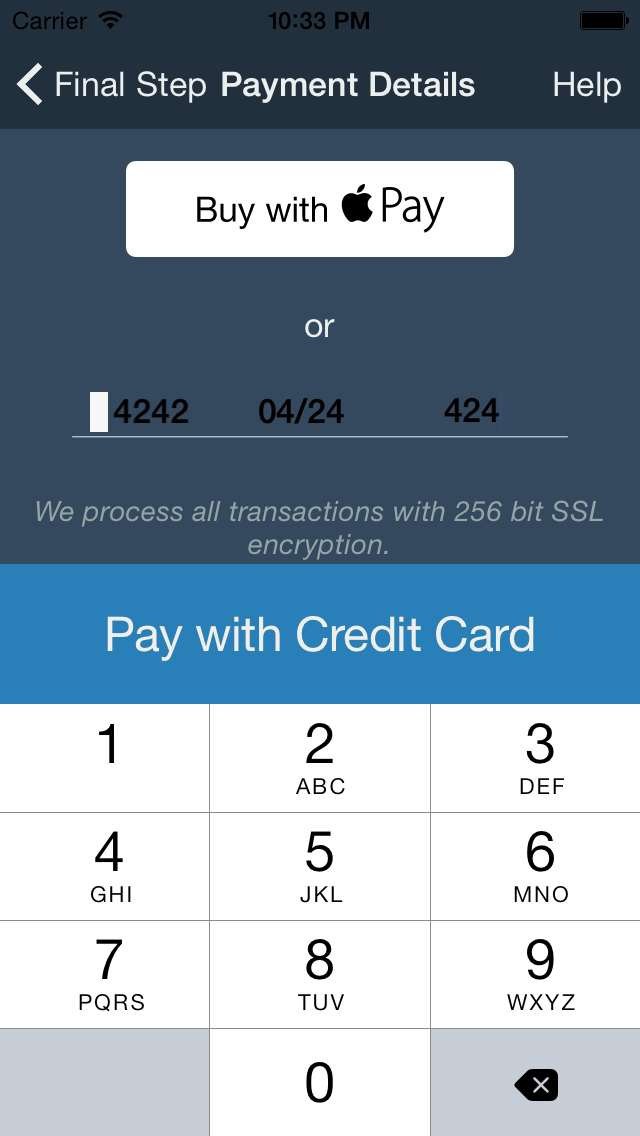 Carrier 10:33 PM
Final Step Payment Details Help
Buy with Pay
or
4242 04/24 424
We process all transactions with 256 bit SSL
encryption.
Pay with Credit Card
1 2 3
ABC DEF
4 5 6
GHI JKL MNO
7 8 9
PQRS TUV WXYZ
0